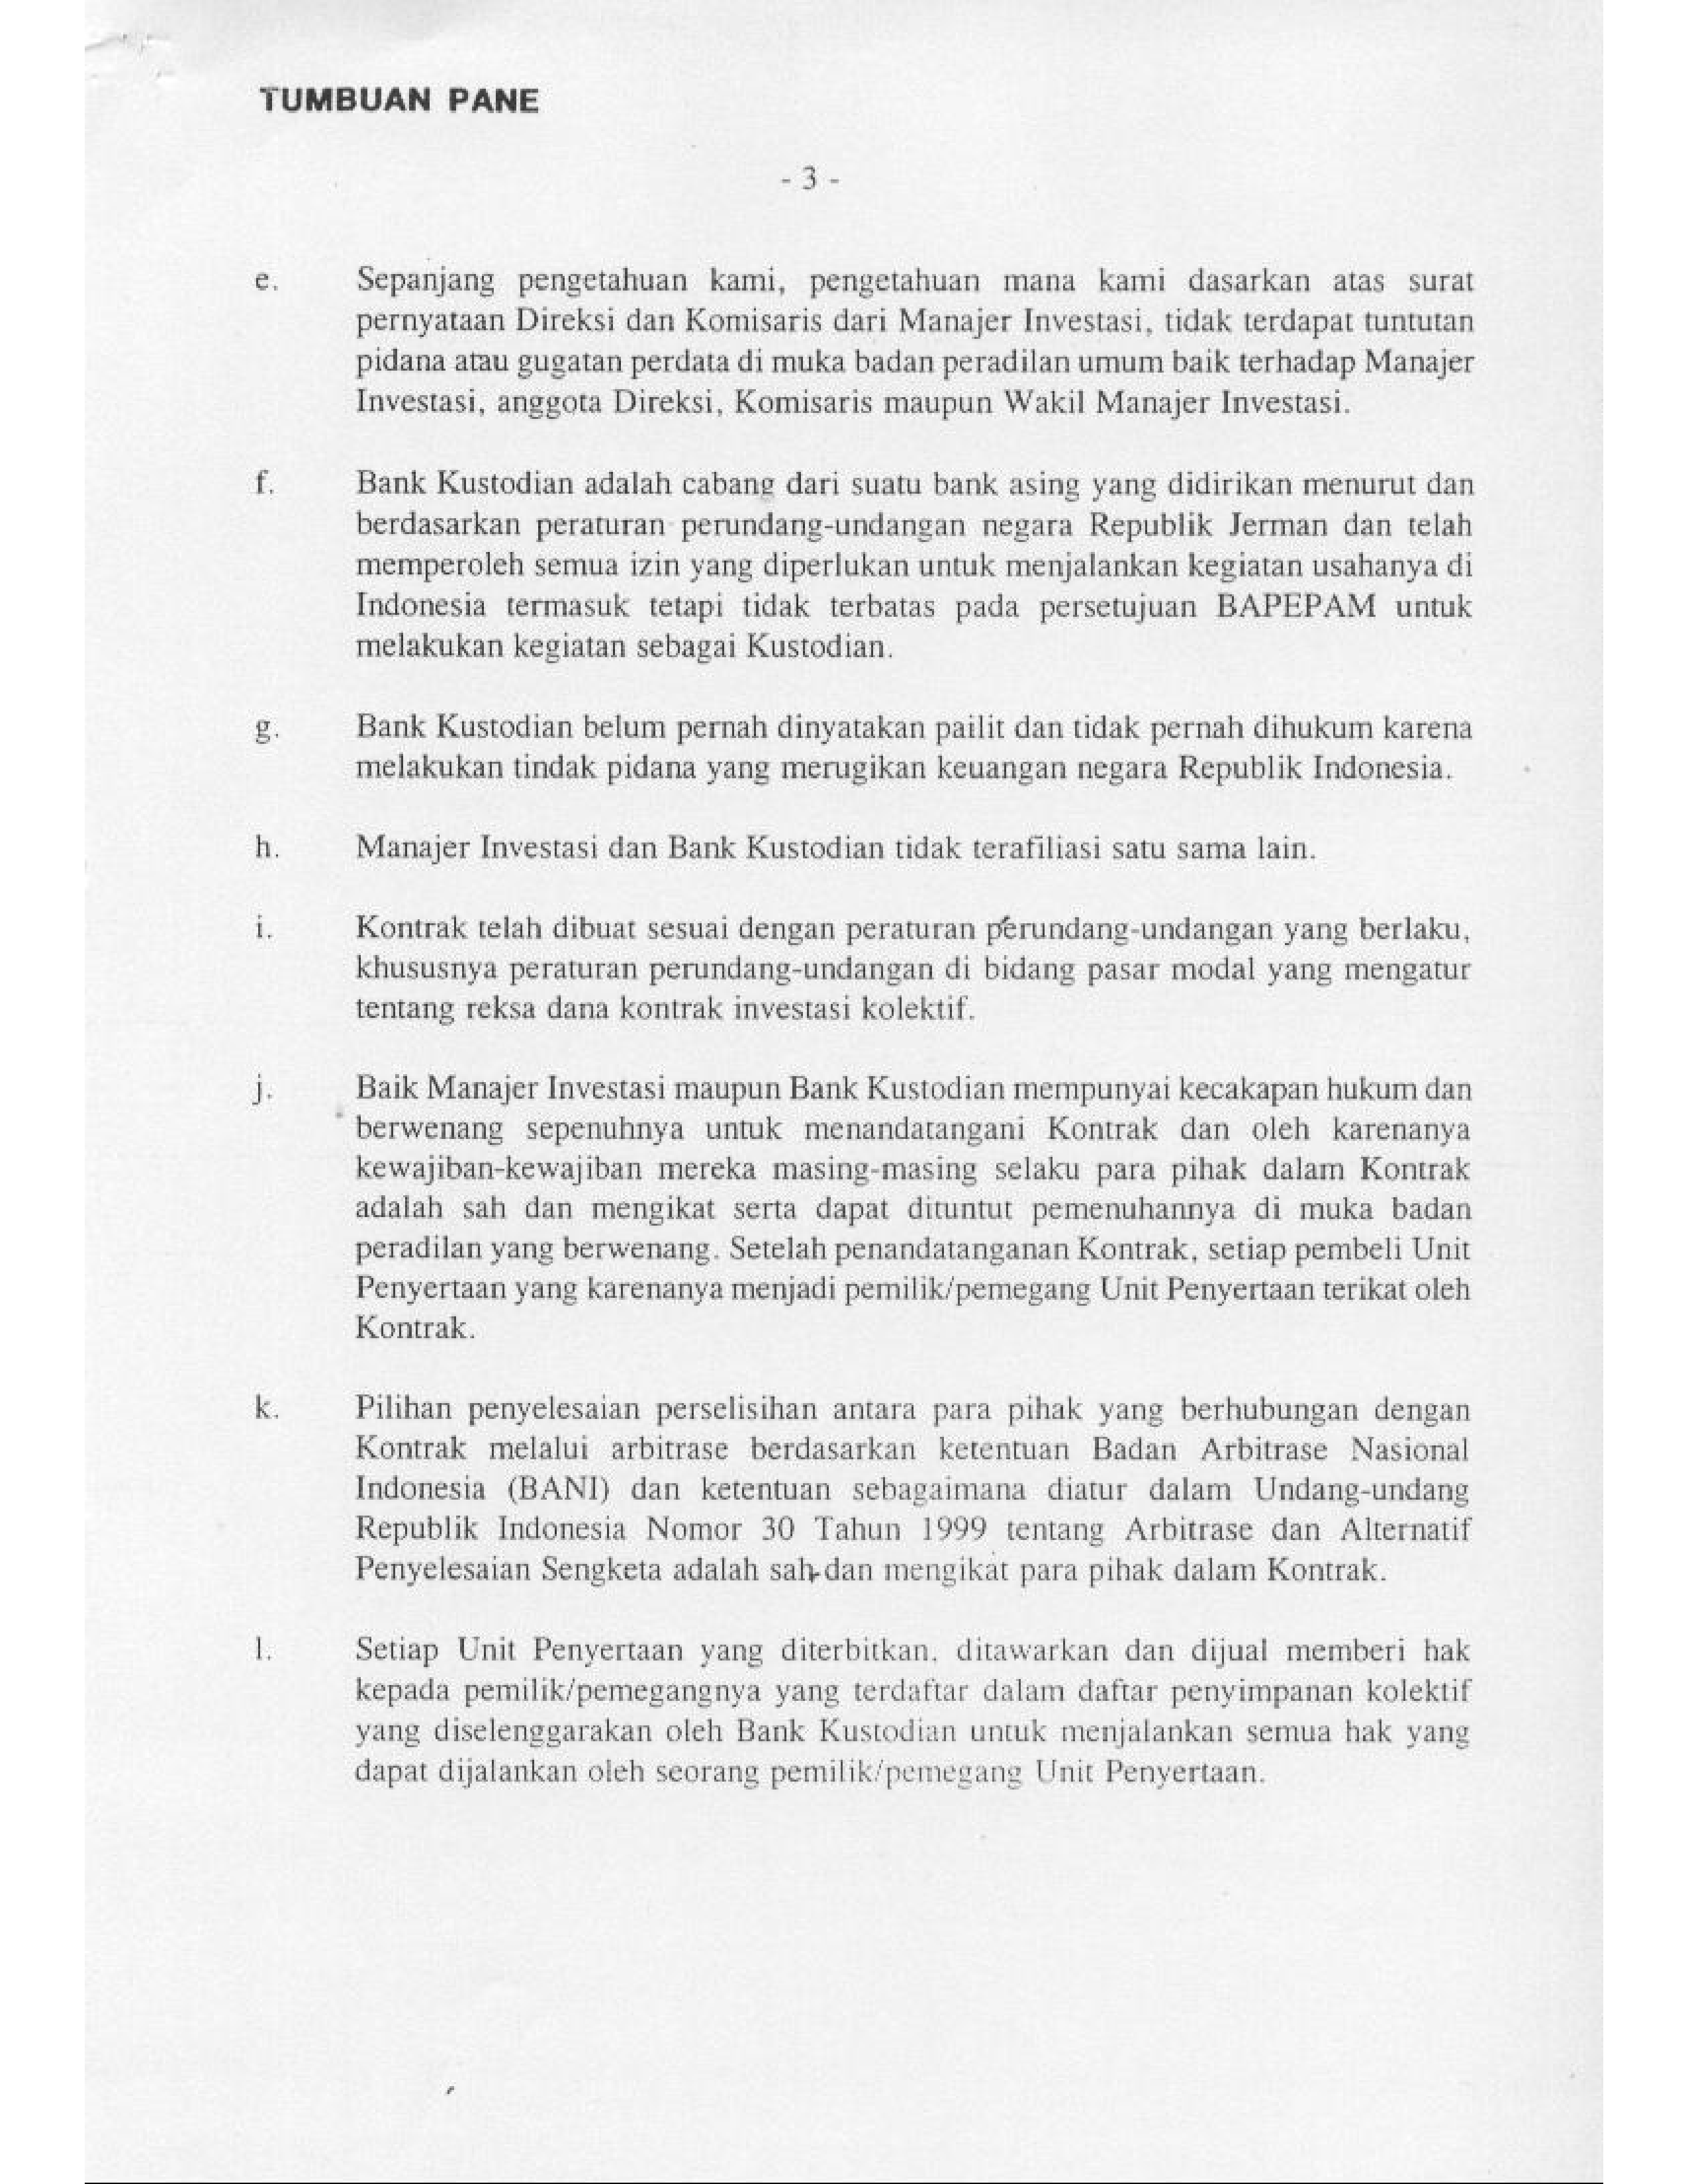 TUMBUAN PANE
- 3 -
e. Sepanjang pengetahuan kami, pengetahuan mana kami dasarkan atas surat
pernyataan Direksi dan Komisaris dari Manajer Investasi, tidak terdapat tuntutan
pidana atau gugatan perdata di muka badan peradilan umum baik terhadap Manajer
Investasi, anggota Direksi, Komisaris maupun Wakil Manajer Investasi.
f. Bank Kustodian adalah cabang dari suatu bank asing yang didirikan menurut dan
berdasarkan peraturan perundang-undangan negara Republik Jerman dan telah
memperoleh semua izin yang diperlukan untuk menjalankan kegiatan usahanya di
Indonesia termasuk tetapi tidak terbatas pada persetujuan BAPEPAM untuk
melakukan kegiatan sebagai Kustodian.
g. Bank Kustodian belum pernah dinyatakan pailit dan tidak pernah dihukum karena
melakukan tindak pidana yang merugikan keuangan negara Republik Indonesia.
h. Manajer Investasi dan Bank Kustodian tidak terafiliasi satu sama lain.
i. Kontrak telah dibuat sesuai dengan peraturan perundang-undangan yang berlaku,
khususnya peraturan perundang-undangan di bidang pasar modal yang mengatur
tentang reksa dana kontrak investasi kolektif.
j. Baik Manajer Investasi maupun Bank Kustodian mempunyai kecakapan hukum dan
berwenang sepenuhnya untuk menandatangani Kontrak dan oleh karenanya
kewajiban-kewajiban mereka masing-masing selaku para pihak dalam Kontrak
adalah sah dan mengikat serta dapat dituntut pemenuhannya di muka badan
peradilan yang berwenang. Setelah penandatanganan Kontrak, setiap pembeli Unit
Penyertaan yang karenanya menjadi pemilik/pemegang Unit Penyertaan terikat oleh
Kontrak.
k. Pilihan penyelesaian perselisihan antara para pihak yang berhubungan dengan
Kontrak melalui arbitrase berdasarkan ketentuan Badan Arbitrase Nasional
Indonesia (BANI) dan ketentuan sebagaimana diatur dalam Undang-undang
Republik Indonesia Nomor 30 Tahun 1999 tentang Arbitrase dan Alternatif
Penyelesaian Sengketa adalah sah dan mengikat para pihak dalam Kontrak.
l. Setiap Unit Penyertaan yang diterbitkan, ditawarkan dan dijual memberi hak
kepada pemilik/pemegangnya yang terdaftar dalam daftar penyimpanan kolektif
yang diselenggarakan oleh Bank Kustodian untuk menjalankan semua hak yang
dapat dijalankan oleh seorang pemilik/pemegang Unit Penyertaan.